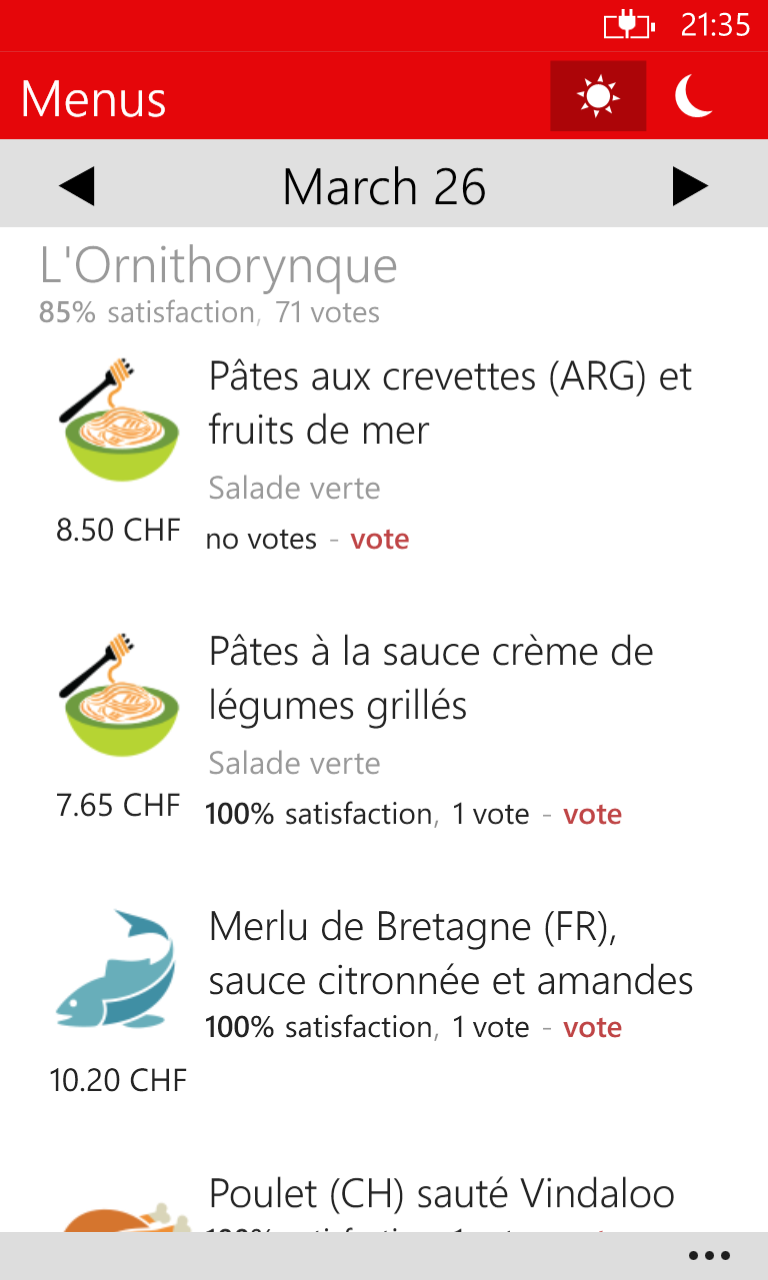 21:35
Menus
March 26
L'Ornithorynque
85% satisfaction, 71 votes
Pâtes aux crevettes (ARG) et
fruits de mer
Salade verte
8.50 CHF
no votes - vote
Pâtes à la sauce crème de
légumes grillés
Salade verte
7.65 CHF
100% satisfaction, 1 vote - vote
Merlu de Bretagne (FR),
sauce citronnée et amandes
100% satisfaction, 1 vote - vote
10.20 CHF
Poulet (CH) sauté Vindaloo